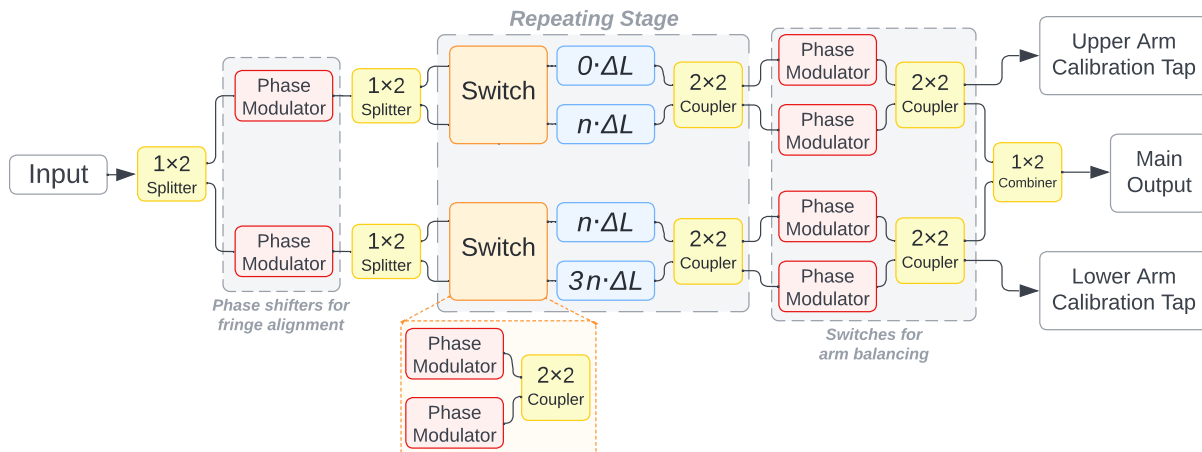 Repeating Stage
Phase
Modulator
1×2
Splitter
Switch
0·ΔL
n·ΔL
2×2
Coupler
Phase
Modulator
Phase
Modulator
2×2
Coupler
Upper Arm
Calibration Tap
Input
1×2
Splitter
1×2
Combiner
Main
Output
Phase
Modulator
1×2
Splitter
Switch
n·ΔL
3n·ΔL
2×2
Coupler
Phase
Modulator
Phase
Modulator
2×2
Coupler
Lower Arm
Calibration Tap
Phase shifters for
fringe alignment
Switches for
arm balancing
Phase
Modulator
Phase
Modulator
2×2
Coupler